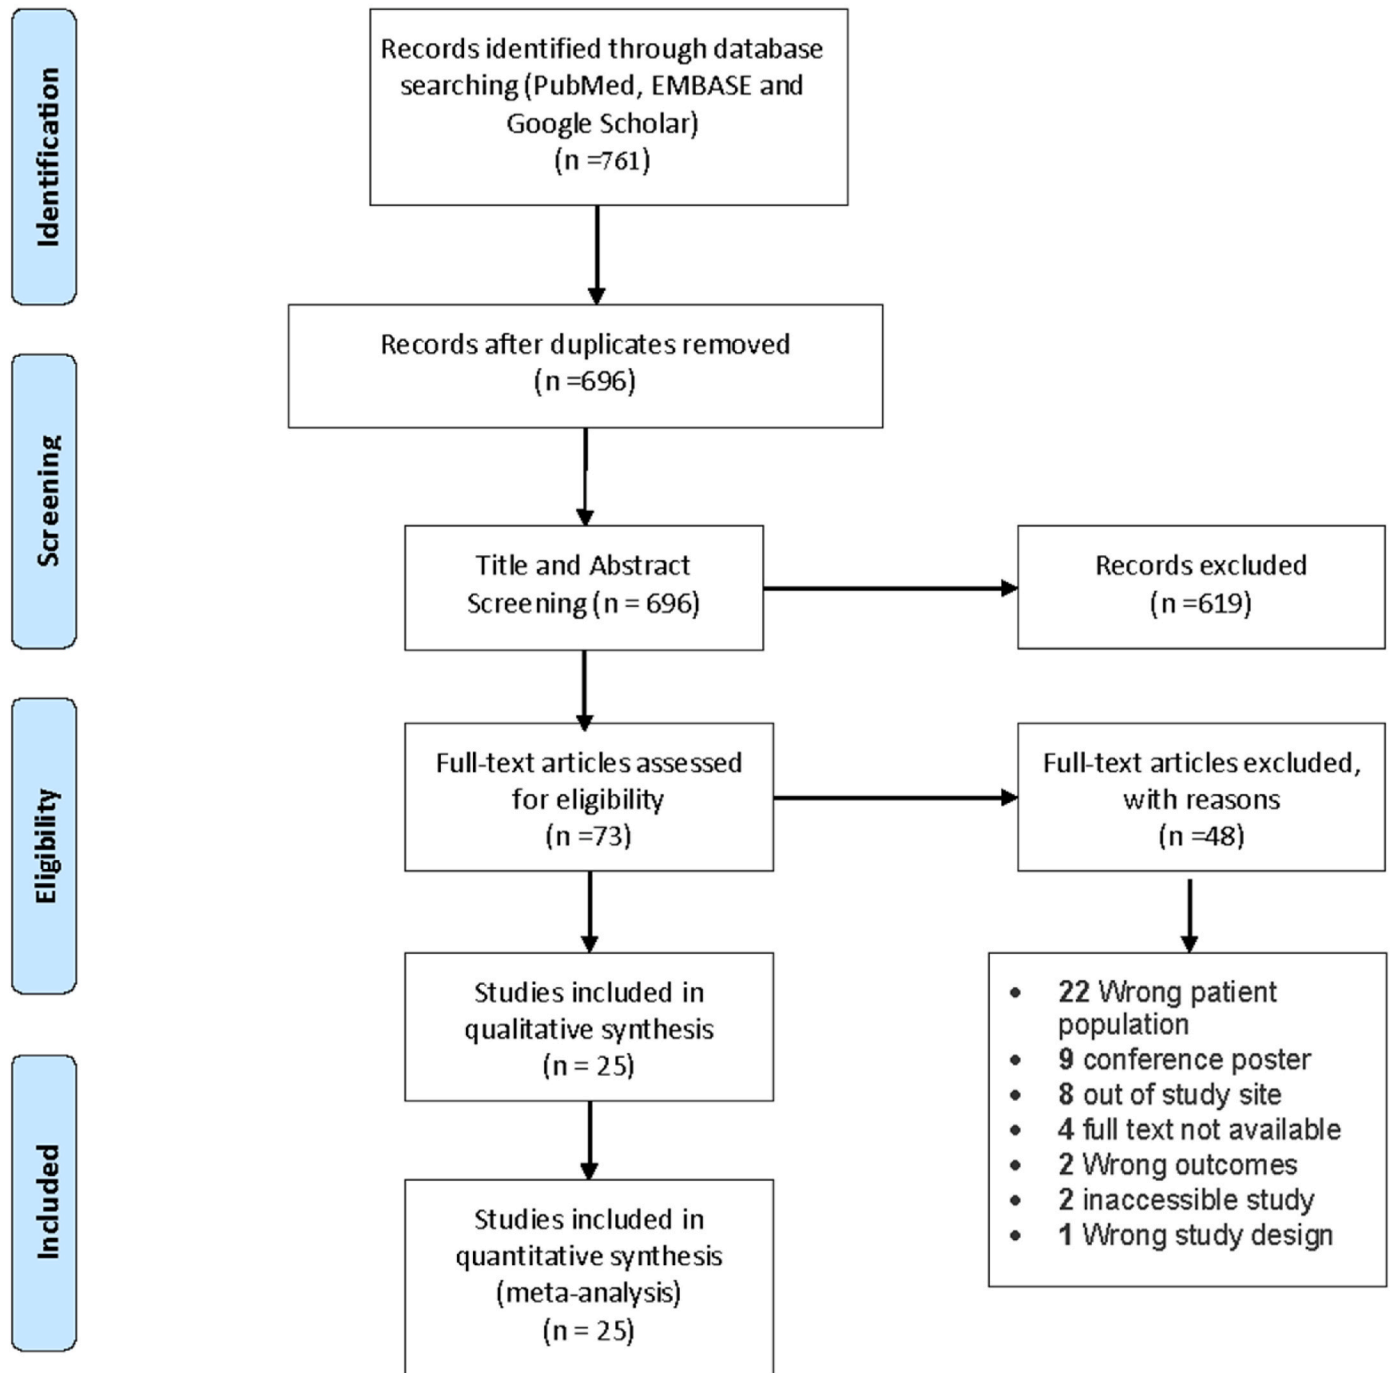 Identification
Records identified through database
searching (PubMed, EMBASE and
Google Scholar)
(n =761)
Records after duplicates removed
(n =696)
Screening
Title and Abstract
Screening (n = 696)
Records excluded
(n =619)
Eligibility
Full-text articles assessed
for eligibility
(n =73)
Full-text articles excluded,
with reasons
(n =48)
Studies included in
qualitative synthesis
(n = 25)
• 22 Wrong patient
population
• 9 conference poster
• 8 out of study site
• 4 full text not available
• 2 Wrong outcomes
• 2 inaccessible study
• 1 Wrong study design
Included
Studies included in
quantitative synthesis
(meta-analysis)
(n = 25)